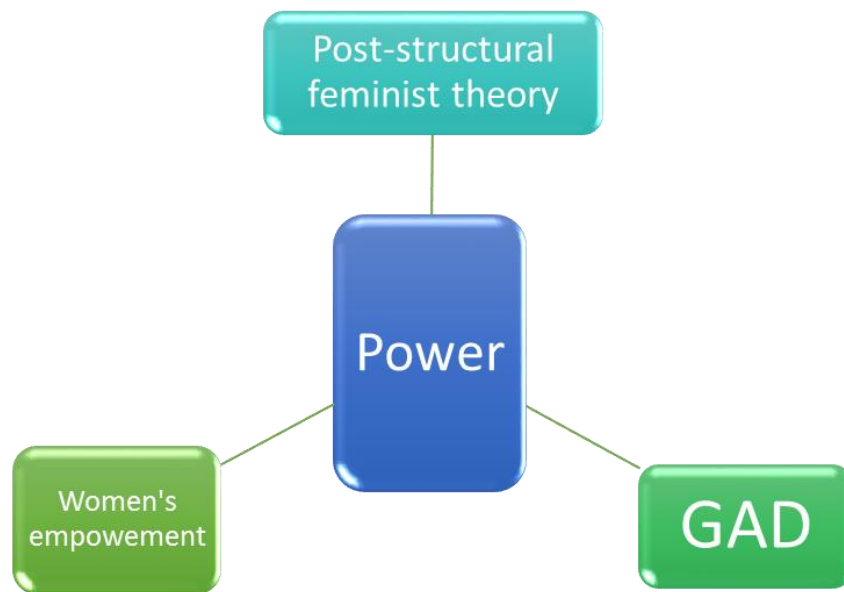 Post-structural
feminist theory
Power
Women's
empowement
GAD